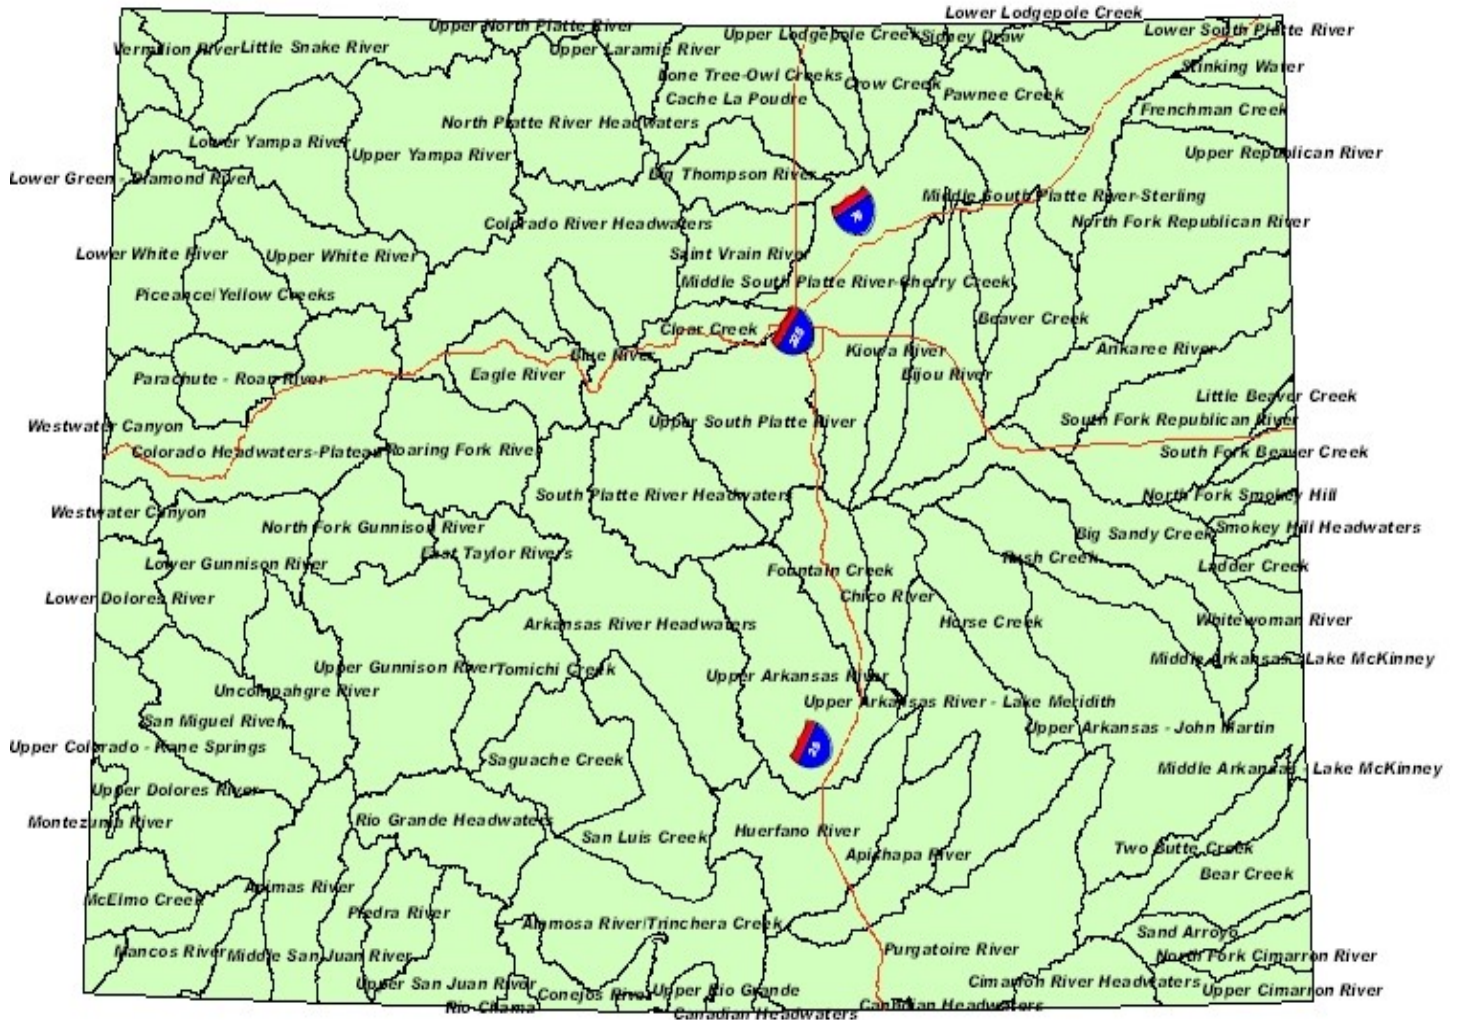 Lower Lodgepole Creek
Upper North Platte River
Upper Lodgepole Creek
Sidney Draw
Lower South Platte River
Vermilion River
Little Snake River
Upper Laramie River
Stinking Water
Lone Tree-Owl Creeks
Crow Creek
Pawnee Creek
Cache La Poudre
Frenchman Creek
North Platte River Headwaters
Lower Yampa River
Upper Yampa River
Upper Republican River
Lower Green - Diamond River
Big Thompson River
Middle South Platte River-Sterling
76
Colorado River Headwaters
North Fork Republican River
Lower White River
Upper White River
Saint Vrain River
Middle South Platte River-Cherry Creek
Piceance/Yellow Creeks
Beaver Creek
Clear Creek
225
Kiowa River
Ankaree River
Blue River
Parachute - Roan River
Eagle River
Bijou River
Little Beaver Creek
Westwater Canyon
Upper South Platte River
South Fork Republican River
Colorado Headwaters-Plateau
Roaring Fork River
South Fork Beaver Creek
South Platte River Headwaters
North Fork Smokey Hill
Westwater Canyon
North Fork Gunnison River
Big Sandy Creek
Smokey Hill Headwaters
East Taylor Rivers
Rush Creek
Lower Gunnison River
Fountain Creek
Ladder Creek
Lower Dolores River
Chico River
Arkansas River Headwaters
Horse Creek
Whitewoman River
Upper Gunnison River
Tomichi Creek
Middle Arkansas - Lake McKinney
Uncompahgre River
Upper Arkansas River
Upper Arkansas River - Lake Meridith
San Miguel River
Upper Arkansas - John Martin
Upper Colorado - Kane Springs
25
Saguache Creek
Middle Arkansas - Lake McKinney
Upper Dolores River
Montezuma River
Rio Grande Headwaters
San Luis Creek
Huerfano River
Apishapa River
Two Butte Creek
Bear Creek
McElmo Creek
Animas River
Piedra River
Alamosa River/Trinchera Creek
Sand Arroyo
Mancos River
Middle San Juan River
Purgatoire River
North Fork Cimarron River
Upper San Juan River
Conejos River
Upper Rio Grande
Cimarron River Headwaters
Upper Cimarron River
Rio Chama
Canadian Headwaters
Canadian Headwaters